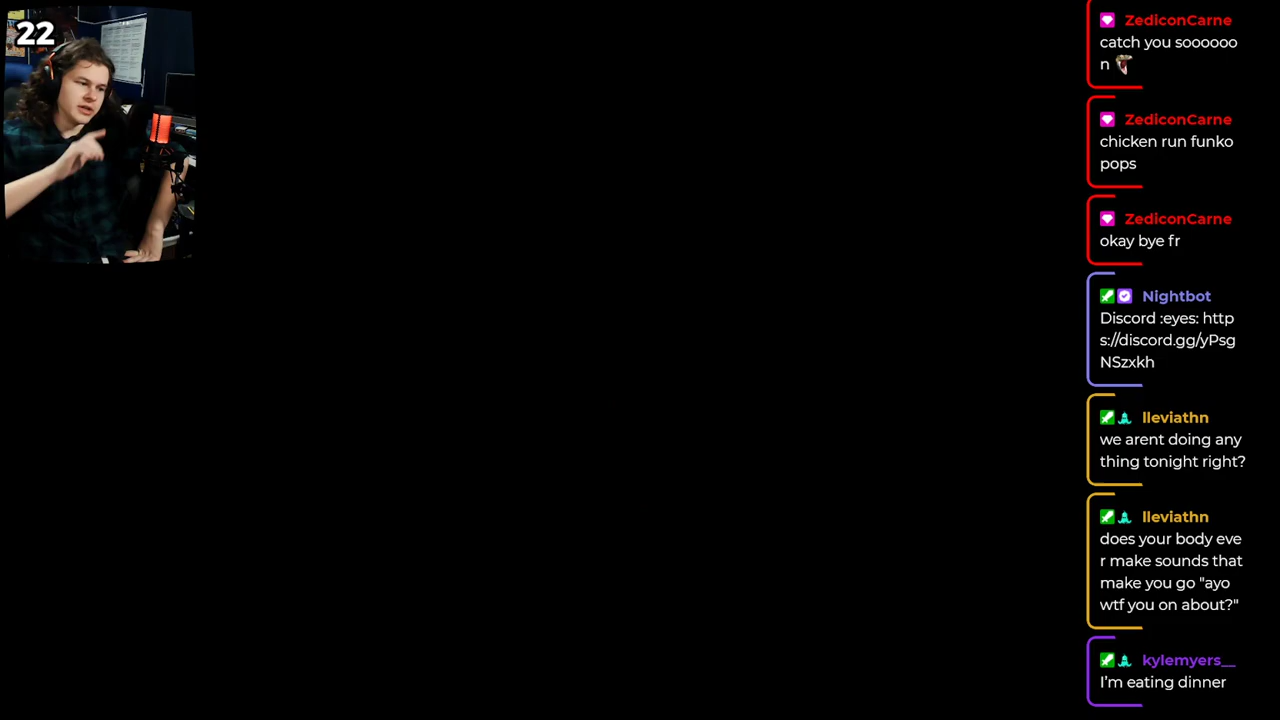 22
ZediconCarne
catch you soooooo
n
ZediconCarne
chicken run funko
pops
ZediconCarne
okay bye fr
Nightbot
Discord :eyes: http
s://discord.gg/yPsg
NSzxkh
lleviathn
we arent doing any
thing tonight right?
lleviathn
does your body eve
r make sounds that
make you go "ayo
wtf you on about?"
kylemyers__
I'm eating dinner